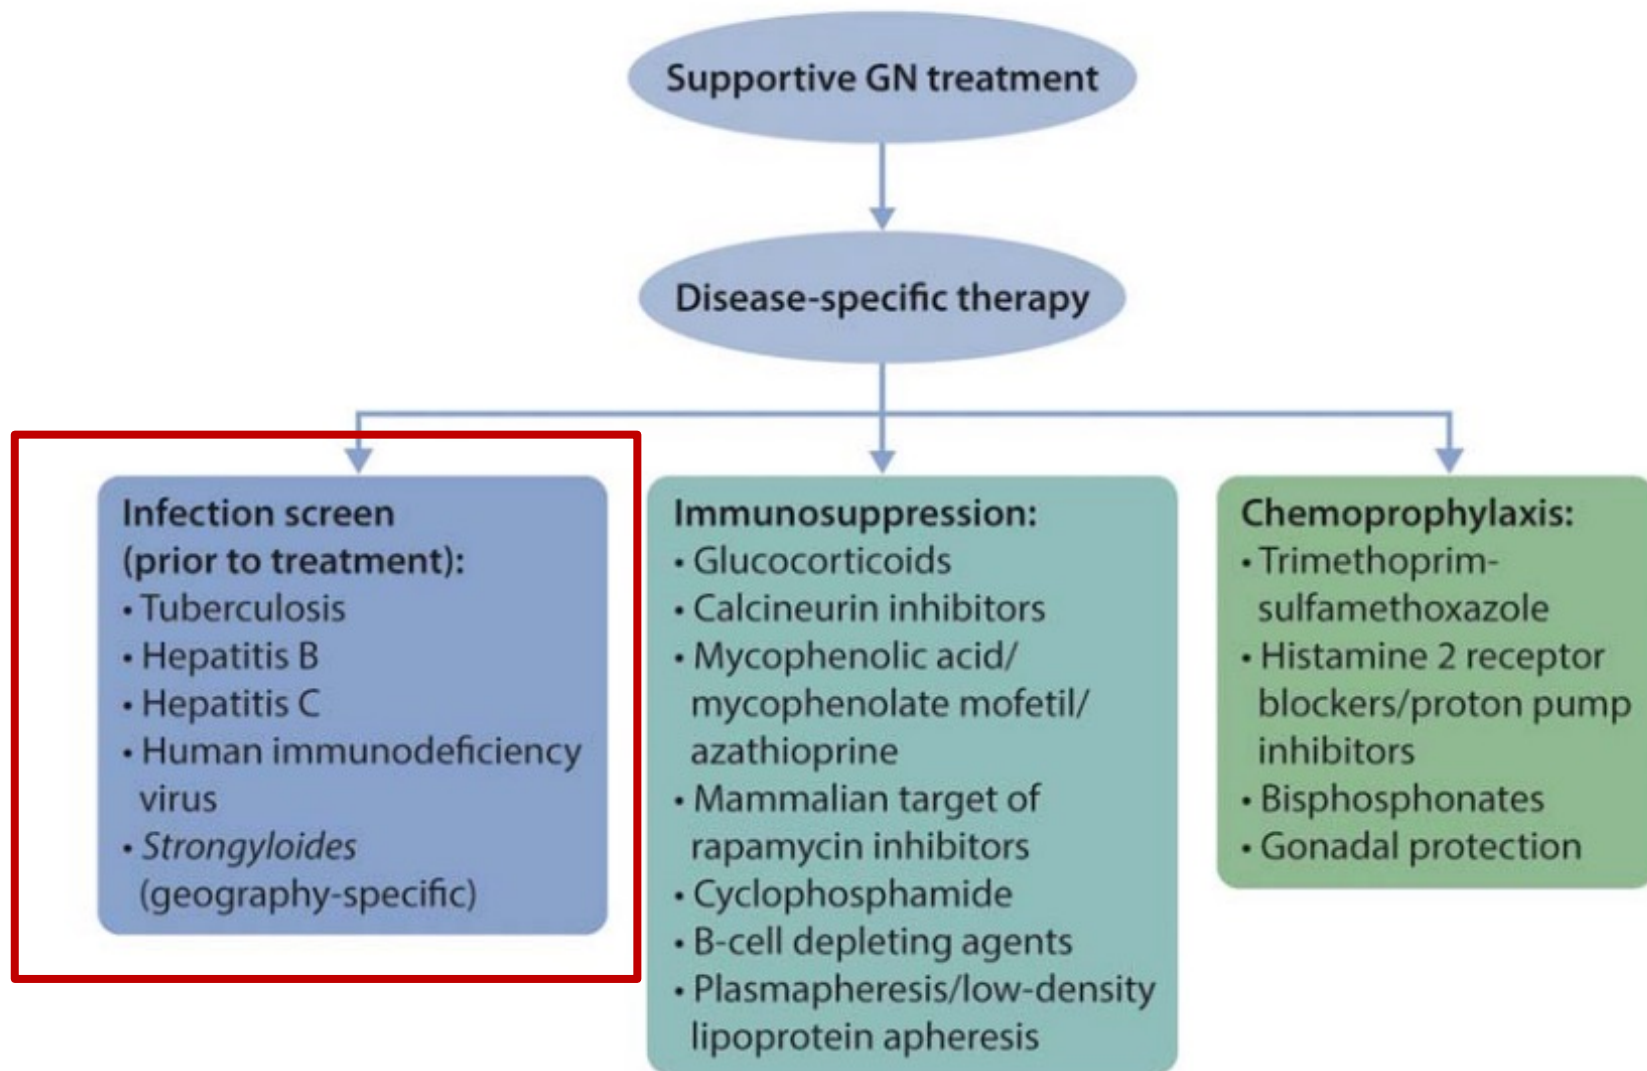 Supportive GN treatment
Disease-specific therapy
Infection screen
(prior to treatment):
• Tuberculosis
• Hepatitis B
• Hepatitis C
• Human immunodeficiency
virus
• Strongyloides
(geography-specific)
Immunosuppression:
• Glucocorticoids
• Calcineurin inhibitors
• Mycophenolic acid/
mycophenolate mofetil/
azathioprine
• Mammalian target of
rapamycin inhibitors
• Cyclophosphamide
• B-cell depleting agents
• Plasmapheresis/low-density
lipoprotein apheresis
Chemoprophylaxis:
• Trimethoprim-
sulfamethoxazole
• Histamine 2 receptor
blockers/proton pump
inhibitors
• Bisphosphonates
• Gonadal protection